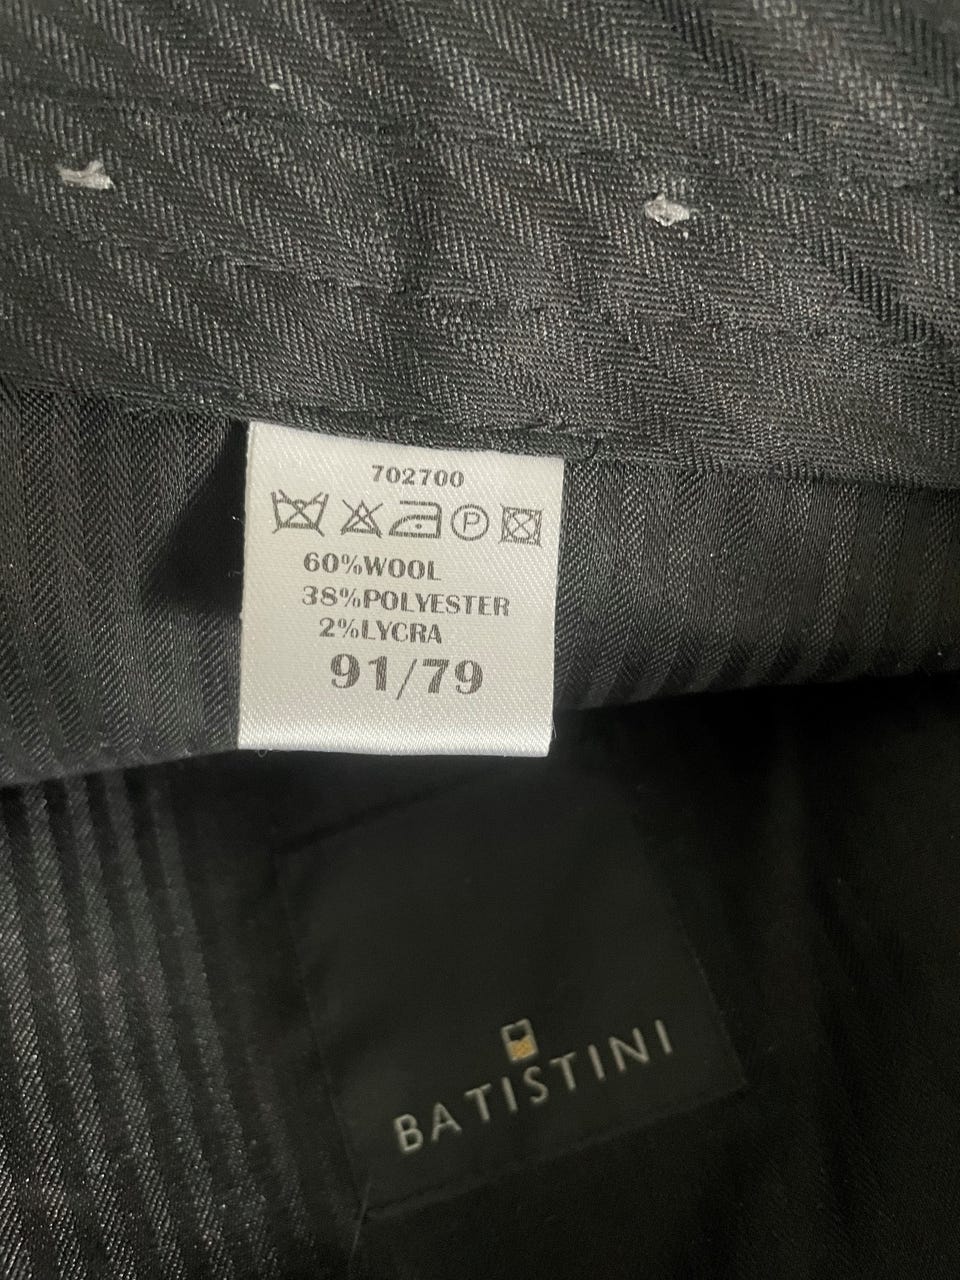 702700
P
60%WOOL
38%POLYESTER
2%LYCRA
91/79
BATISTINI